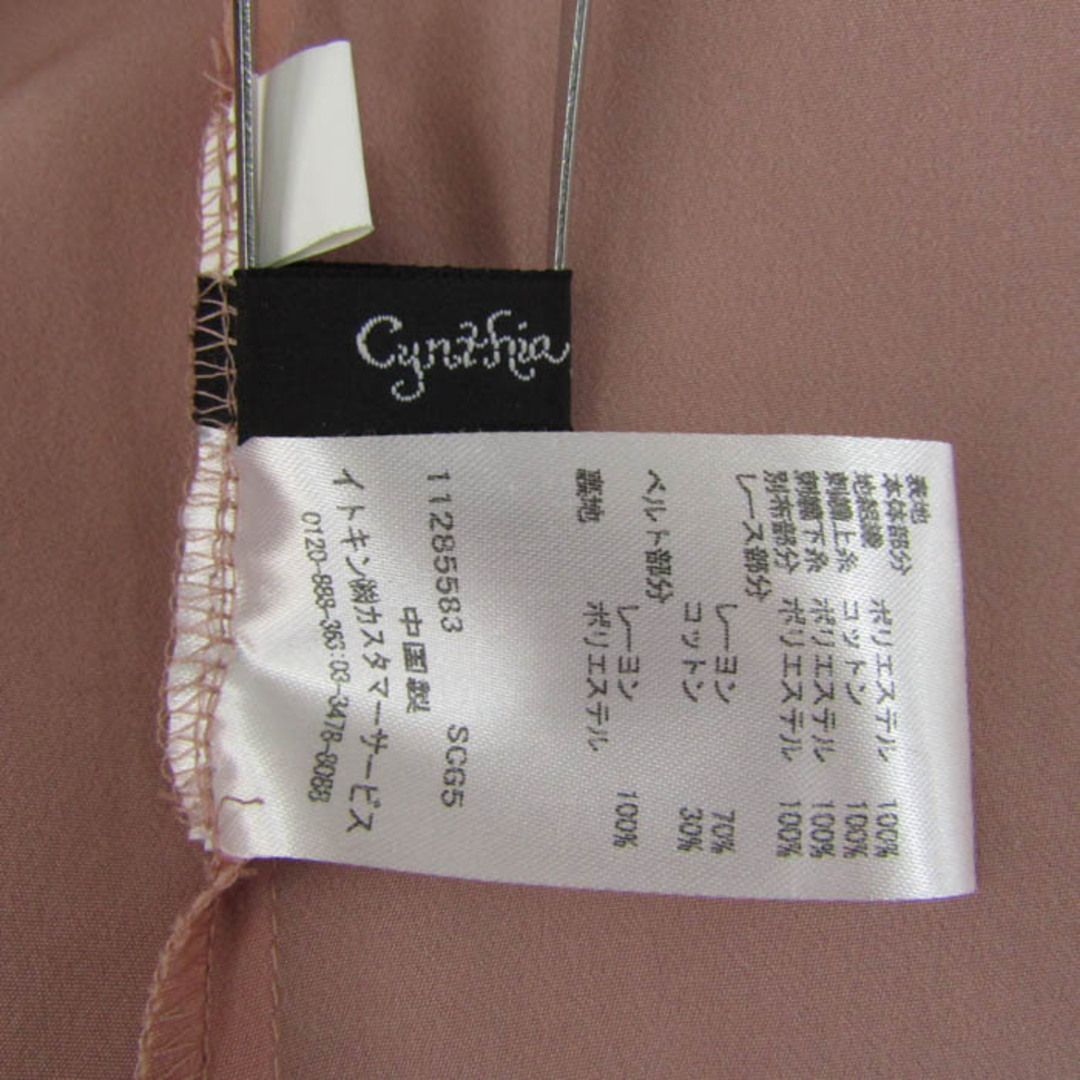 Cynthia
表地
本体部分 ポリエステル 100%
地経緯 コットン 100%
刺繍上糸 ポリエステル 100%
刺繍下糸 ポリエステル 100%
別布部分
レース部分 レーヨン 70%
コットン 30%
ベルト部分 レーヨン 100%
裏地 ポリエステル
11285583 SCG5
中国製
イトキン㈱カスタマーサービス
0120-888-363:03-3478-8088